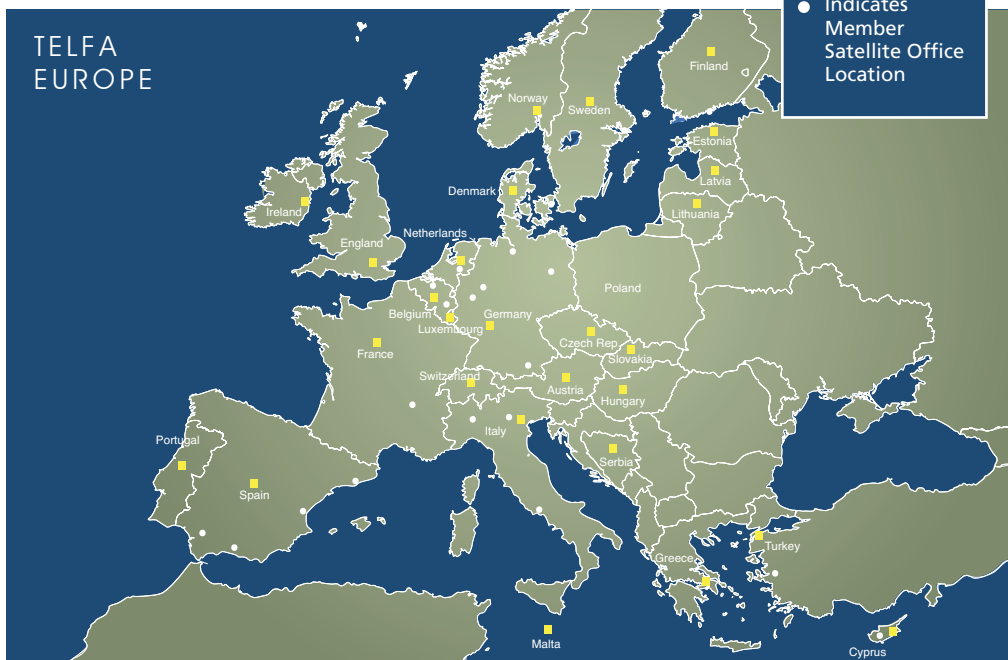 TELFA
EUROPE
Indicates
Member
Satellite Office
Location
Finland
Norway
Sweden
Estonia
Latvia
Denmark
Lithuania
Ireland
Netherlands
England
Poland
Belgium
Germany
Luxembourg
Czech Rep.
France
Slovakia
Switzerland
Austria
Hungary
Italy
Portugal
Serbia
Spain
Turkey
Greece
Malta
Cyprus